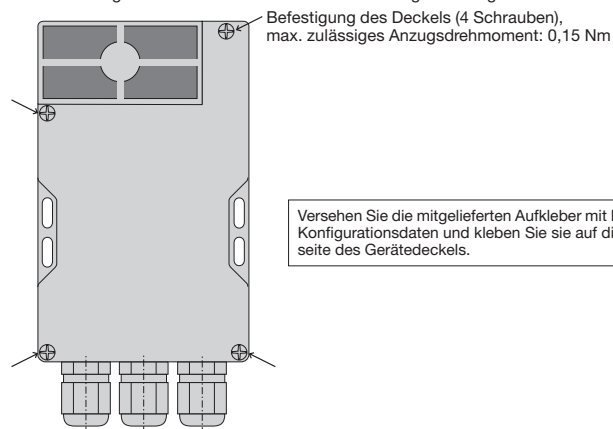 Befestigung des Deckels (4 Schrauben),
max. zulässiges Anzugsdrehmoment: 0,15 Nm
Versehen Sie die mitgelieferten Aufkleber mit
Konfigurationsdaten und kleben Sie sie auf
seite des Gerätedeckels.